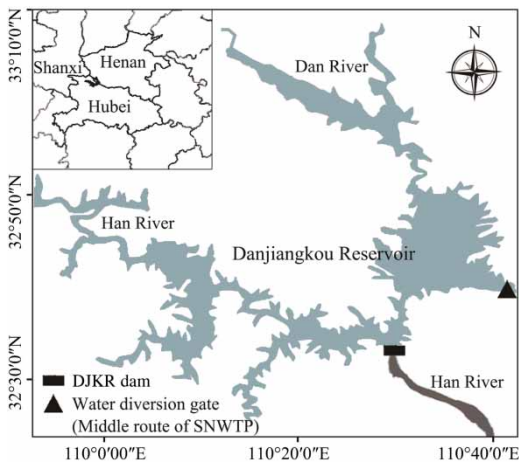 33°10′0″N
Shanxi
Henan
Hubei
Dan River
N
32°50′0″N
Han River
Danjiangkou Reservoir
32°30′0″N
DJKR dam
Water diversion gate
(Middle route of SNWTP)
Han River
110°0′0″E
110°20′0″E
110°40′0″E